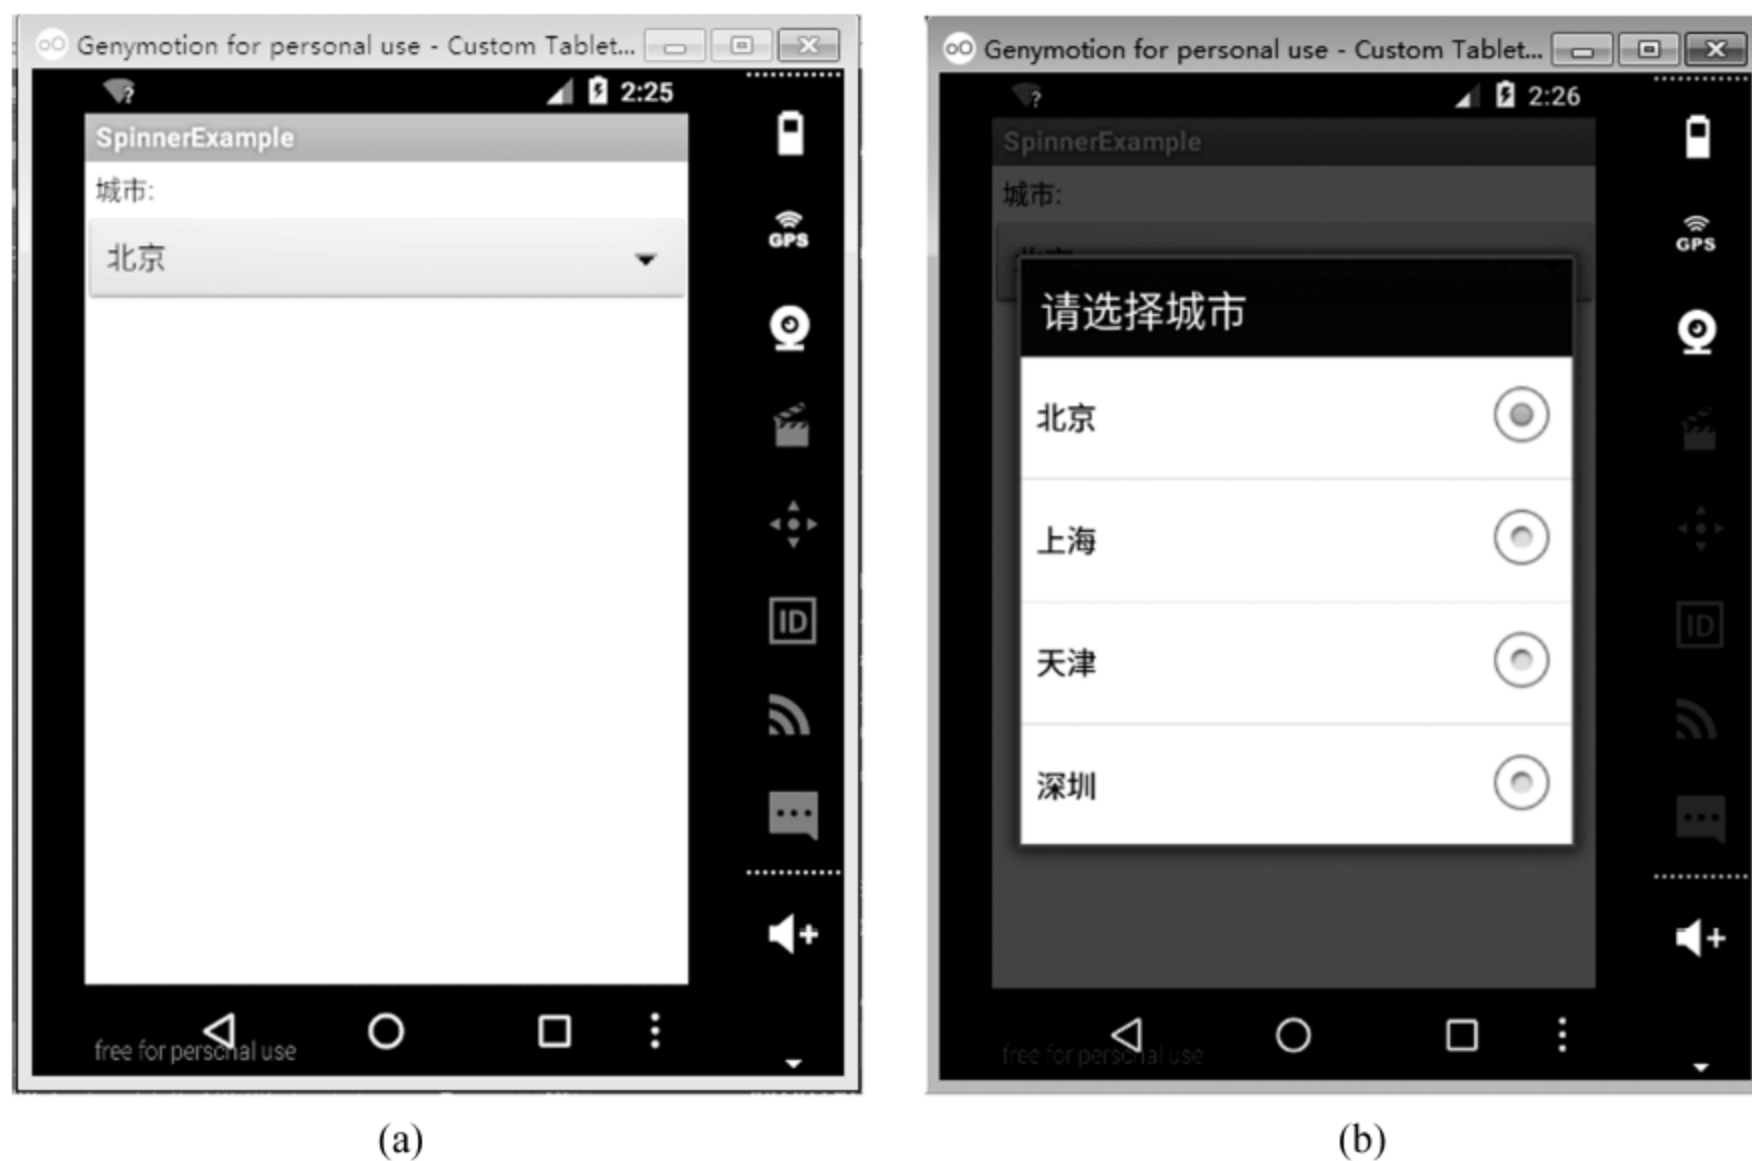 Genymotion for personal use - Custom Tablet...
2:25
SpinnerExample
城市:
北京
GPS
ID
free for personal use
(a)
Genymotion for personal use - Custom Tablet...
2:26
SpinnerExample
城市:
北京
请选择城市
北京
上海
天津
深圳
GPS
ID
free for personal use
(b)